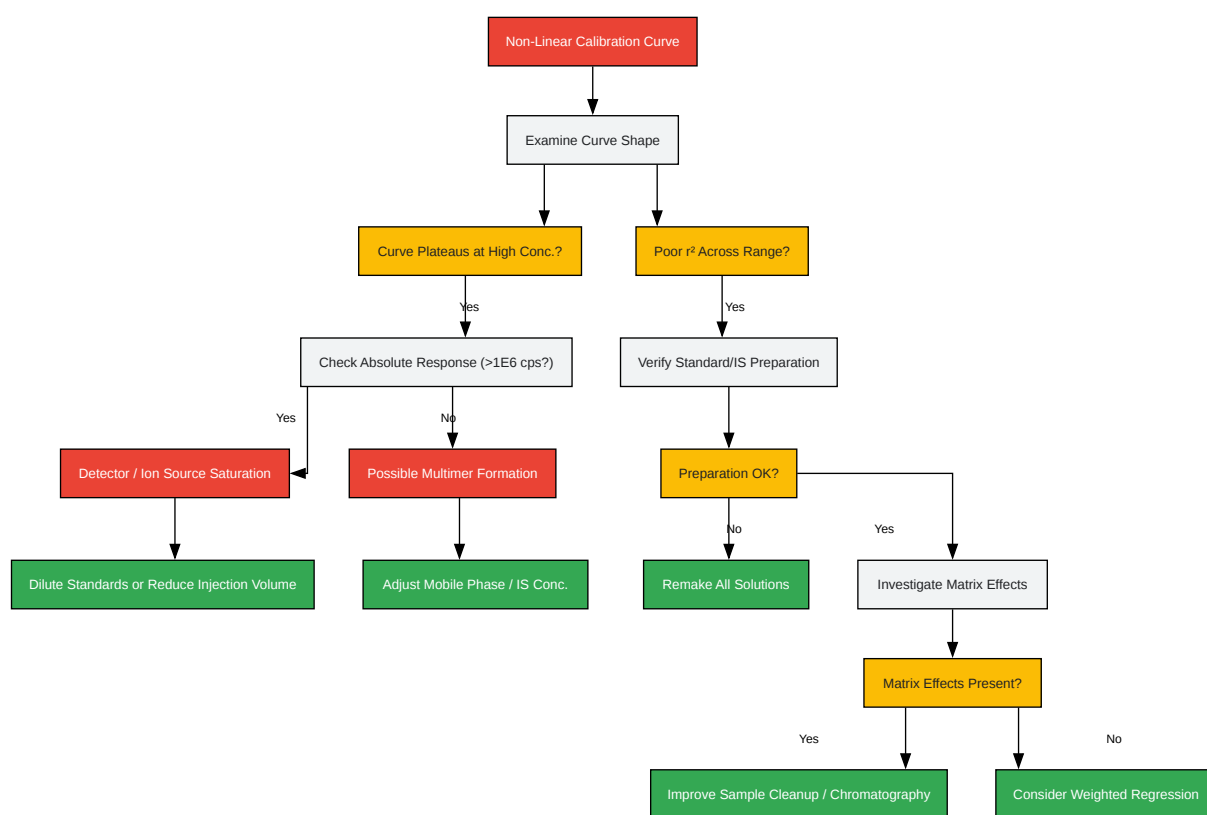 Non-Linear Calibration Curve
Examine Curve Shape
Curve Plateaus at High Conc.?
Poor r² Across Range?
Yes
Yes
Check Absolute Response (>1E6 cps?)
Verify Standard/IS Preparation
Yes
No
Detector / Ion Source Saturation
Possible Multimer Formation
Preparation OK?
No
Yes
Dilute Standards or Reduce Injection Volume
Adjust Mobile Phase / IS Conc.
Remake All Solutions
Investigate Matrix Effects
Matrix Effects Present?
Yes
No
Improve Sample Cleanup / Chromatography
Consider Weighted Regression